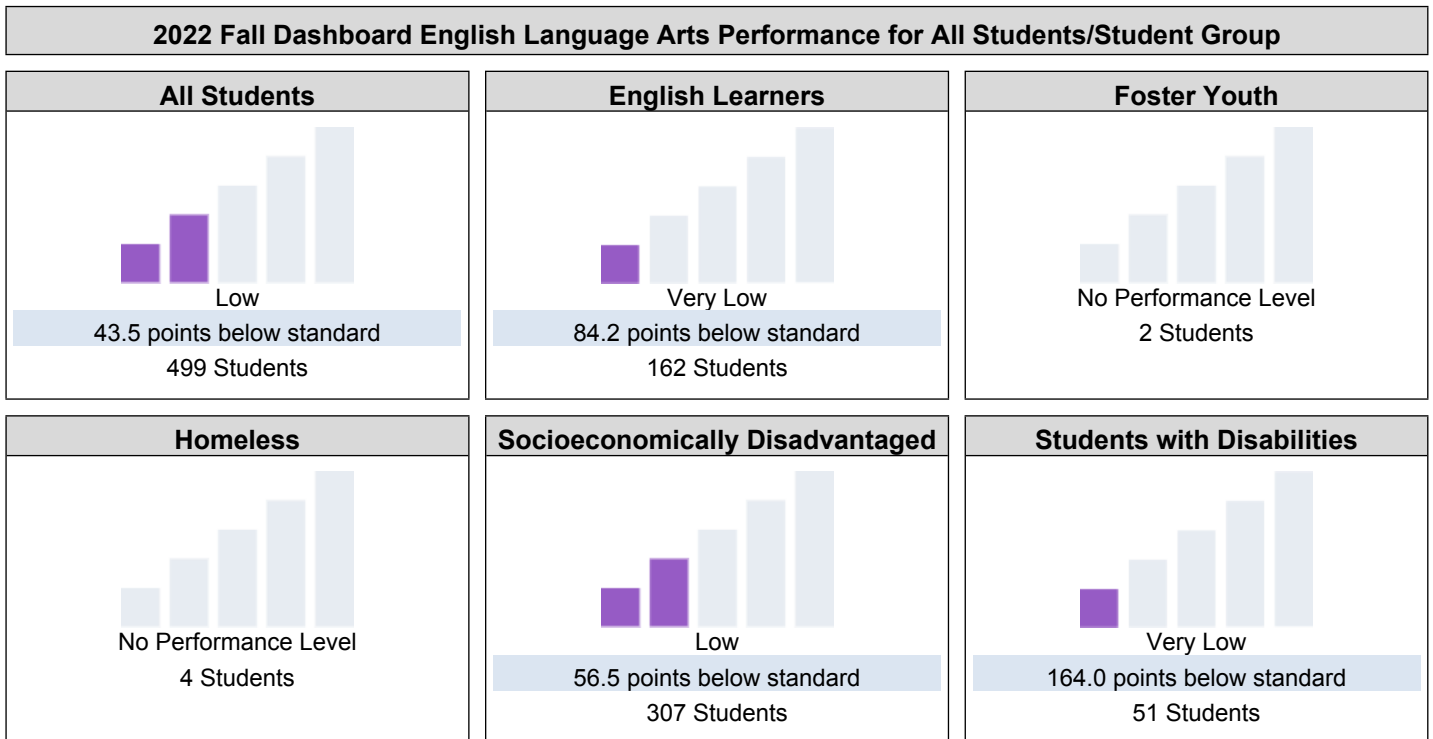 2022 Fall Dashboard English Language Arts Performance for All Students/Student Group
All Students
Low
43.5 points below standard
499 Students
English Learners
Very Low
84.2 points below standard
162 Students
Foster Youth
No Performance Level
2 Students
Homeless
No Performance Level
4 Students
Socioeconomically Disadvantaged
Low
56.5 points below standard
307 Students
Students with Disabilities
Very Low
164.0 points below standard
51 Students